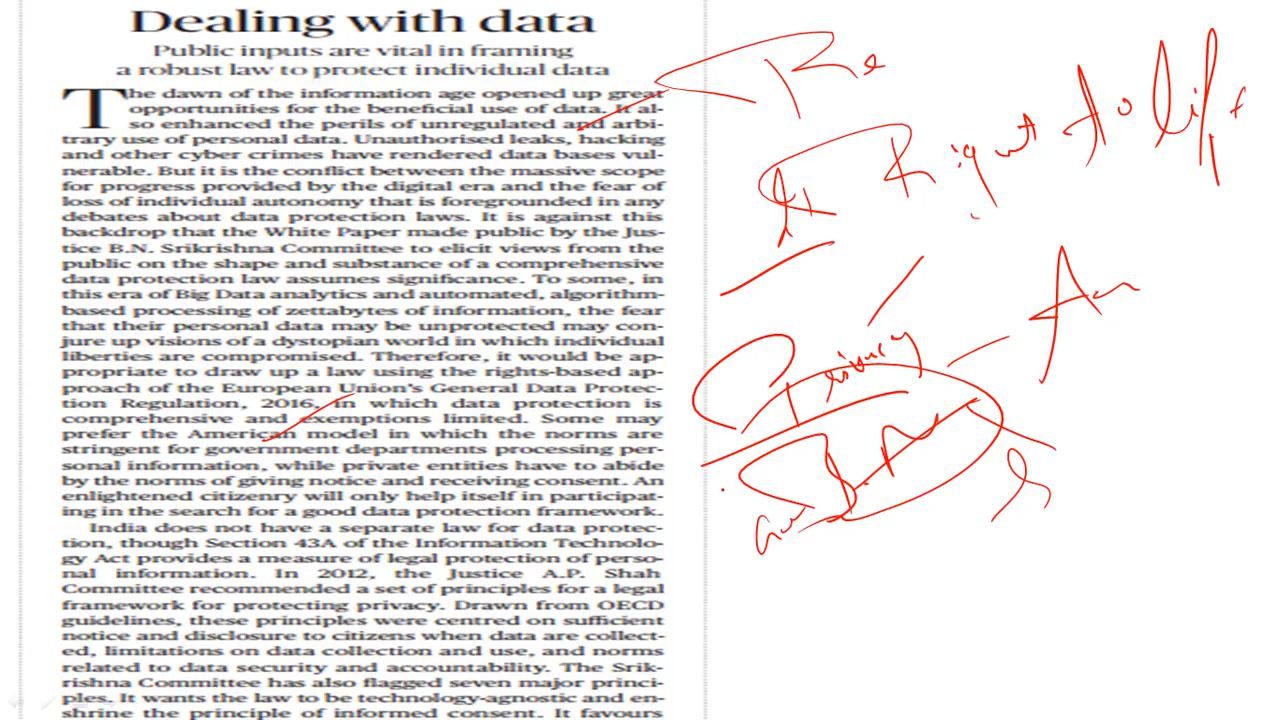 Dealing with data
Public inputs are vital in framing
a robust law to protect individual data
The dawn of the information age opened up great
opportunities for the beneficial use of data. It al-
so enhanced the perils of unregulated and arbi-
trary use of personal data. Unauthorised leaks, hacking
and other cyber crimes have rendered data bases vul-
nerable. But it is the conflict between the massive scope
for progress provided by the digital era and the fear of
loss of individual autonomy that is foregrounded in any
debates about data protection laws. It is against this
backdrop that the White Paper made public by the Jus-
tice B.N. Srikrishna Committee to elicit views from the
public on the shape and substance of a comprehensive
data protection law assumes significance. To some, in
this era of Big Data analytics and automated, algorithm-
based processing of zettabytes of information, the fear
that their personal data may be unprotected may con-
jure up visions of a dystopian world in which individual
liberties are compromised. Therefore, it would be ap-
propriate to draw up a law using the rights-based ap-
proach of the European Union's General Data Protec-
tion Regulation, 2016, in which data protection is
comprehensive and exemptions limited. Some may
prefer the American model in which the norms are
stringent for government departments processing per-
sonal information, while private entities have to abide
by the norms of giving notice and receiving consent. An
enlightened citizenry will only help itself in participat-
ing in the search for a good data protection framework.
India does not have a separate law for data protec-
tion, though Section 43A of the Information Technolo-
gy Act provides a measure of legal protection of perso-
nal information. In 2012, the Justice A.P. Shah
Committee recommended a set of principles for a legal
framework for protecting privacy. Drawn from OECD
guidelines, these principles were centred on sufficient
notice and disclosure to citizens when data are collect-
ed, limitations on data collection and use, and norms
related to data security and accountability. The Srik-
rishna Committee has also flagged seven major princi-
ples. It wants the law to be technology-agnostic and en-
shrine the principle of informed consent. It favours
Right to life
Privacy